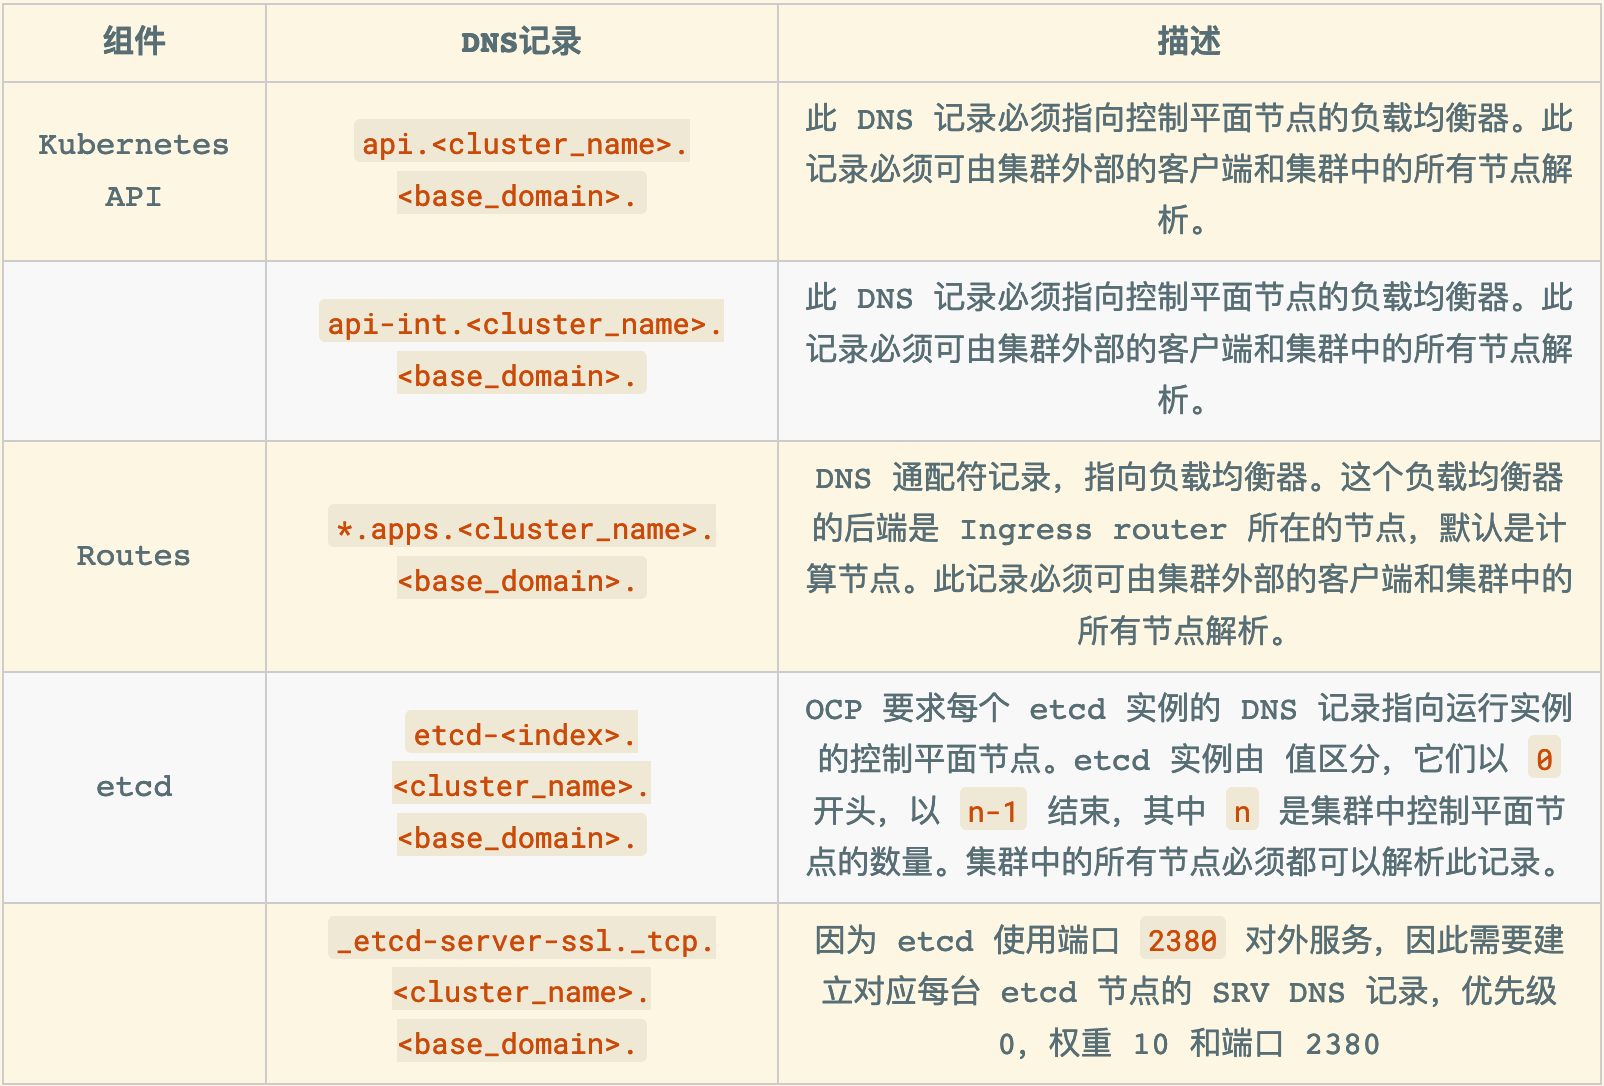 组件
DNS记录
描述
Kubernetes
API
api.<cluster_name>.
<base_domain>.
此 DNS 记录必须指向控制平面节点的负载均衡器。此
记录必须可由集群外部的客户端和集群中的所有节点解
析。
api-int.<cluster_name>.
<base_domain>.
此 DNS 记录必须指向控制平面节点的负载均衡器。此
记录必须可由集群外部的客户端和集群中的所有节点解
析。
Routes
*.apps.<cluster_name>.
<base_domain>.
DNS 通配符记录，指向负载均衡器。这个负载均衡器
的后端是 Ingress router 所在的节点，默认是计
算节点。此记录必须可由集群外部的客户端和集群中的
所有节点解析。
etcd
etcd-<index>.
<cluster_name>.
<base_domain>.
OCP 要求每个 etcd 实例的 DNS 记录指向运行实例
的控制平面节点。etcd 实例由 值区分，它们以 0
开头，以 n-1 结束，其中 n 是集群中控制平面节
点的数量。集群中的所有节点必须都可以解析此记录。
_etcd-server-ssl._tcp.
<cluster_name>.
<base_domain>.
因为 etcd 使用端口 2380 对外服务，因此需要建
立对应每台 etcd 节点的 SRV DNS 记录，优先级
0，权重 10 和端口 2380